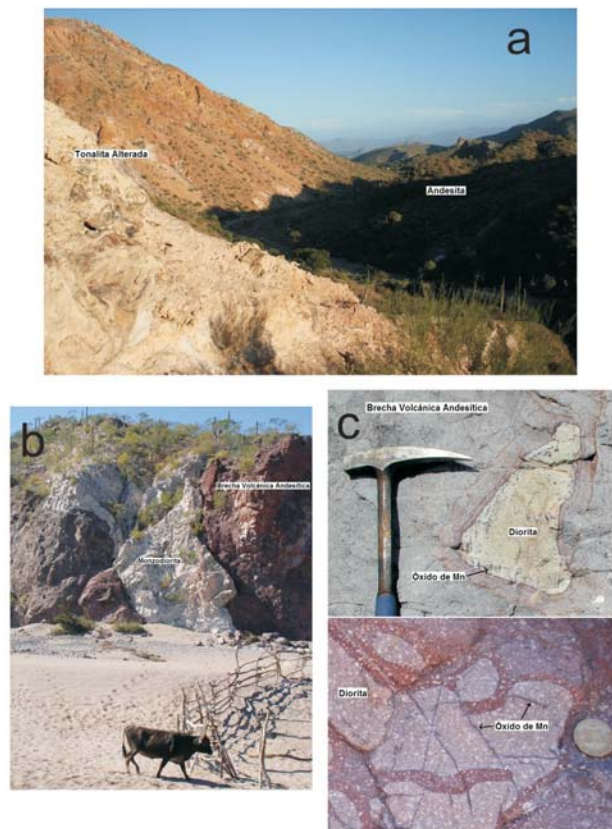 a
Tonalita Alterada
Andesita
b
Brecha Volcánica Andesítica
Monzodiorita
c
Brecha Volcánica Andesítica
Diorita
Óxido de Mn
Diorita
Óxido de Mn